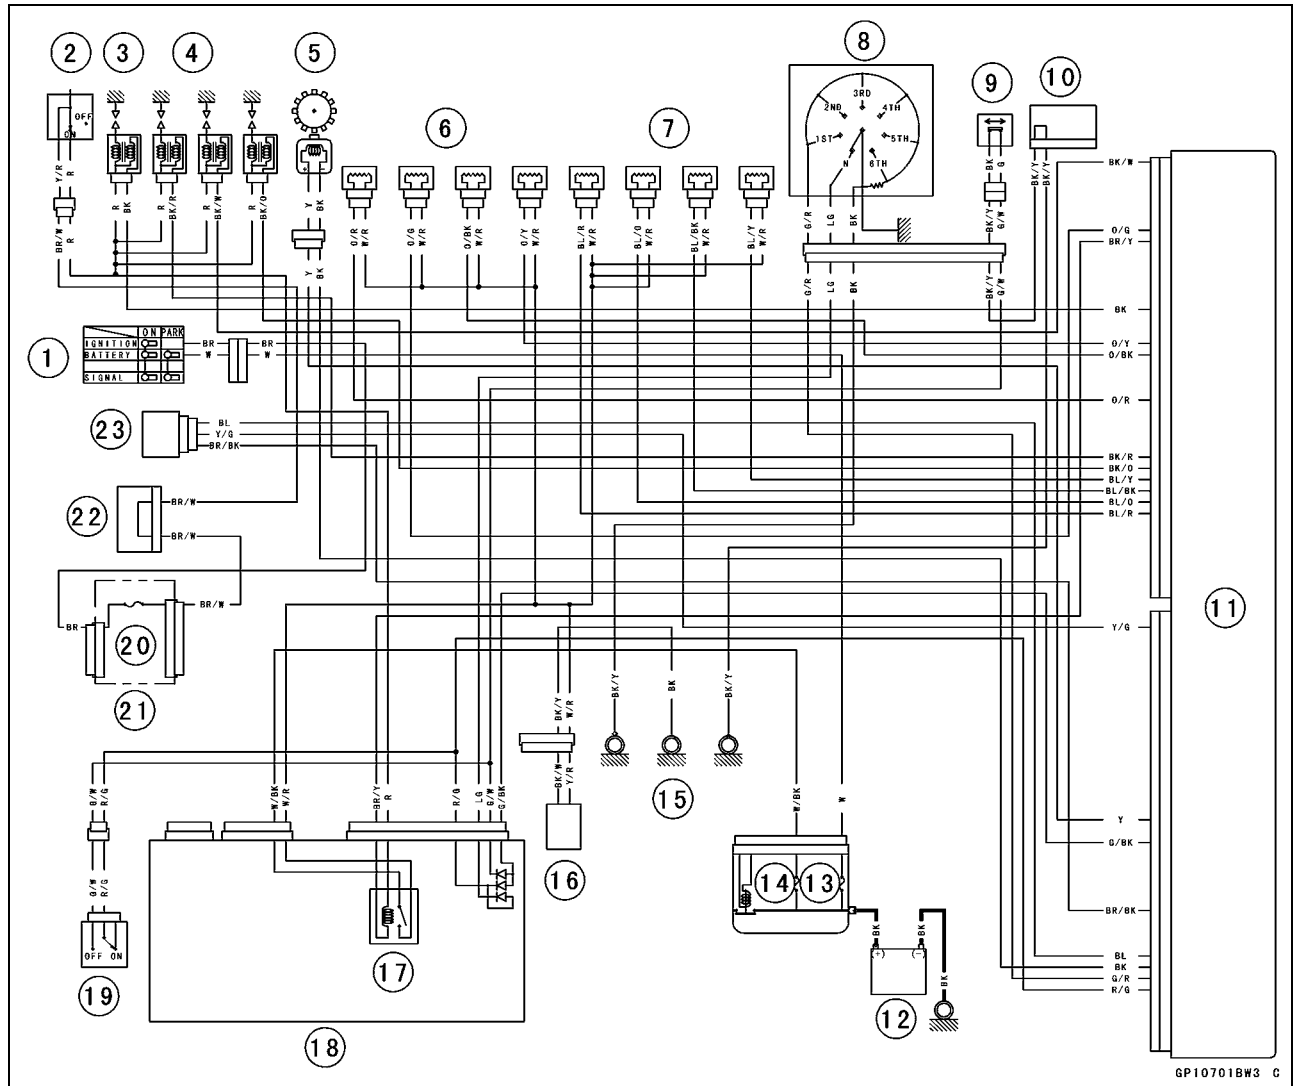 2
3
4
5
6
7
8
9
10
OFF
ON
3RD
2ND
4TH
1ST
5TH
N
6TH
Y/R
R
R
BK
R
BK/R
R
BK/W
R
BK/O
+
-
Y
BK
BK
G
BK/Y
BK/Y
BK/W
BR/W
R
O/R
W/R
O/G
W/R
O/BK
W/R
O/Y
W/R
BL/R
W/R
BL/O
W/R
BL/BK
W/R
BL/Y
W/R
G/R
LG
BK
BK/Y
G/W
O/G
BR/Y
Y
BK
G/R
LG
BK
BK/Y
G/W
BK
1
ON PARK
IGNITION
BATTERY
SIGNAL
BR
W
BR
W
O/Y
O/BK
O/R
23
BL
Y/G
BR/BK
BK/R
BK/O
BL/Y
BL/BK
BL/O
BL/R
22
BR/W
BR/W
BR
BR/W
20
21
11
Y/G
BK/Y
BK
BK/Y
BK/Y
W/R
BK/W
Y/R
15
16
G/W
R/G
W/BK
W/R
BR/Y
R
R/G
LG
G/W
G/BK
W/BK
W
Y
G/BK
G/W
R/G
14
13
BR/BK
BK
BK
(+)
(-)
BK
OFF ON
19
17
18
12
BL
BK
G/R
R/G
GP10701BW3 C